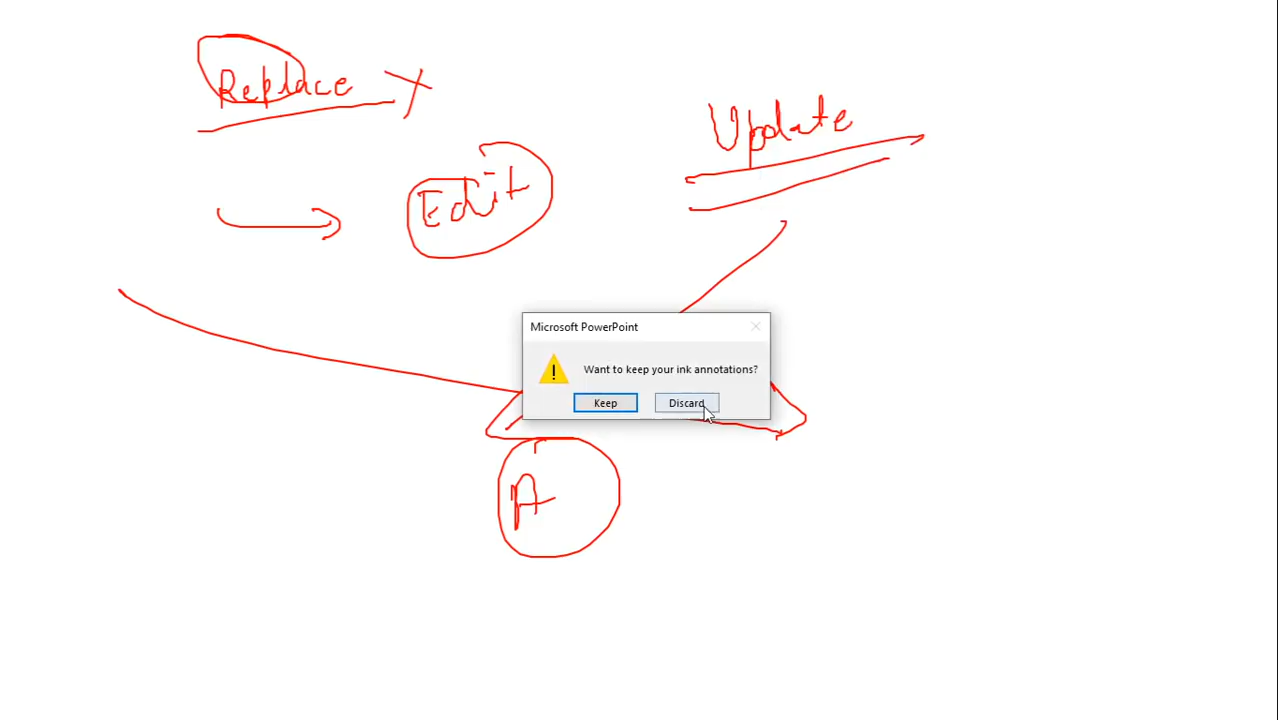 Replace X
Update
Edit
Microsoft PowerPoint
Want to keep your ink annotations?
Keep Discard
A